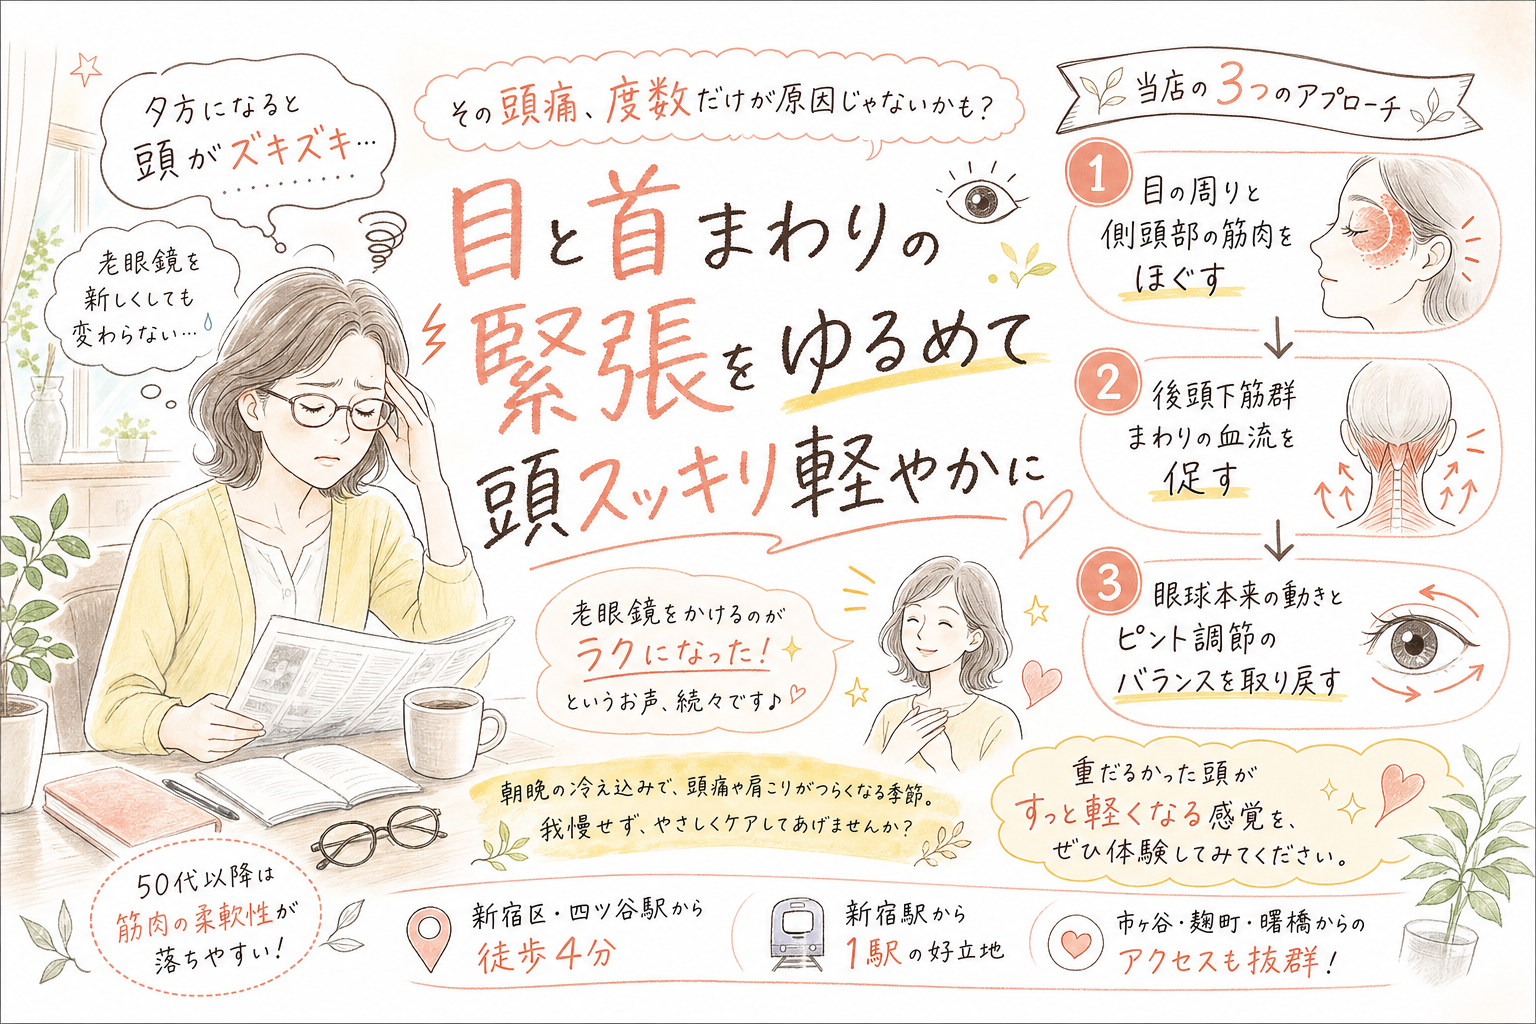 夕方になると
頭がズキズキ…
老眼鏡を
新しくしても
変わらない…
その頭痛、度数だけが原因じゃないかも？
目と首まわりの
緊張をゆるめて
頭スッキリ軽やかに
老眼鏡をかけるのが
ラクになった！
というお声、続々です♪
朝晩の冷え込みで、頭痛や肩こりがつらくなる季節。
我慢せず、やさしくケアしてあげませんか？
当店の3つのアプローチ
1
目の周りと
側頭部の筋肉を
ほぐす
2
後頭下筋群
まわりの血流を
促す
3
眼球本来の動きと
ピント調節の
バランスを取り戻す
重だるかった頭が
すっと軽くなる感覚を、
ぜひ体験してみてください。
50代以降は
筋肉の柔軟性が
落ちやすい！
新宿区・四ツ谷駅から
徒歩4分
新宿駅から
1駅の好立地
市ヶ谷・麹町・曙橋からの
アクセスも抜群！